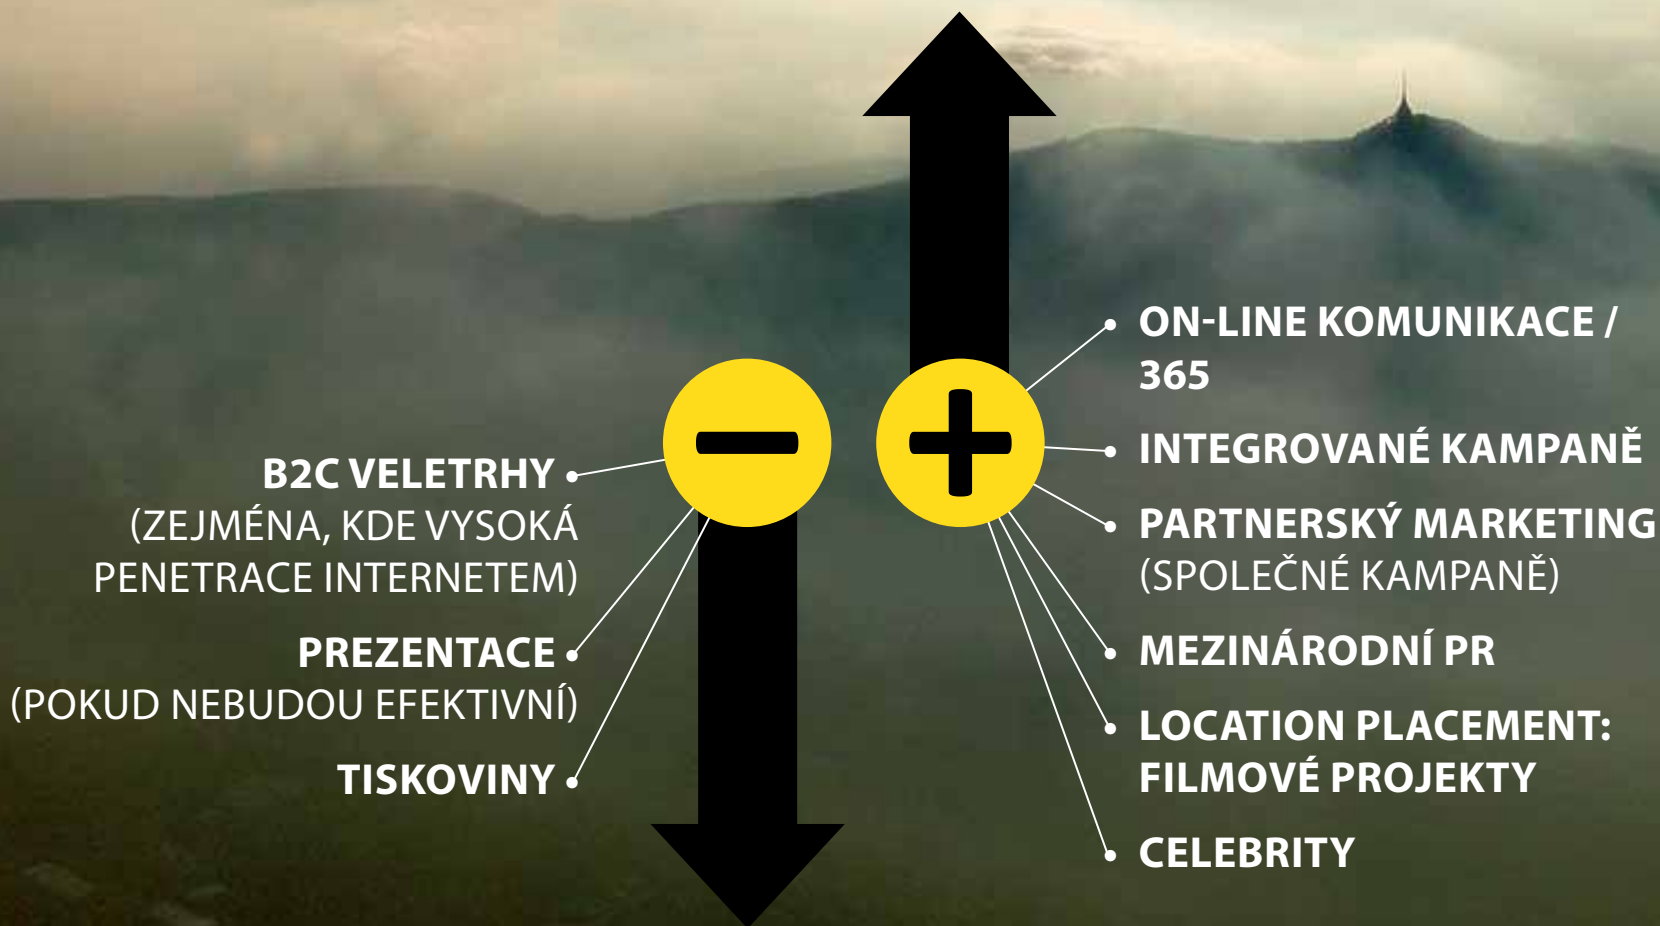 B2C VELETRHY
(ZEJMÉNA, KDE VYSOKÁ
PENETRACE INTERNETEM)
PREZENTACE
(POKUD NEBUDOU EFEKTIVNÍ)
TISKOVINY
ON-LINE KOMUNIKACE /
365
INTEGROVANÉ KAMPANĚ
PARTNERSKÝ MARKETING
(SPOLEČNÉ KAMPANĚ)
MEZINÁRODNÍ PR
LOCATION PLACEMENT:
FILMOVÉ PROJEKTY
CELEBRITY